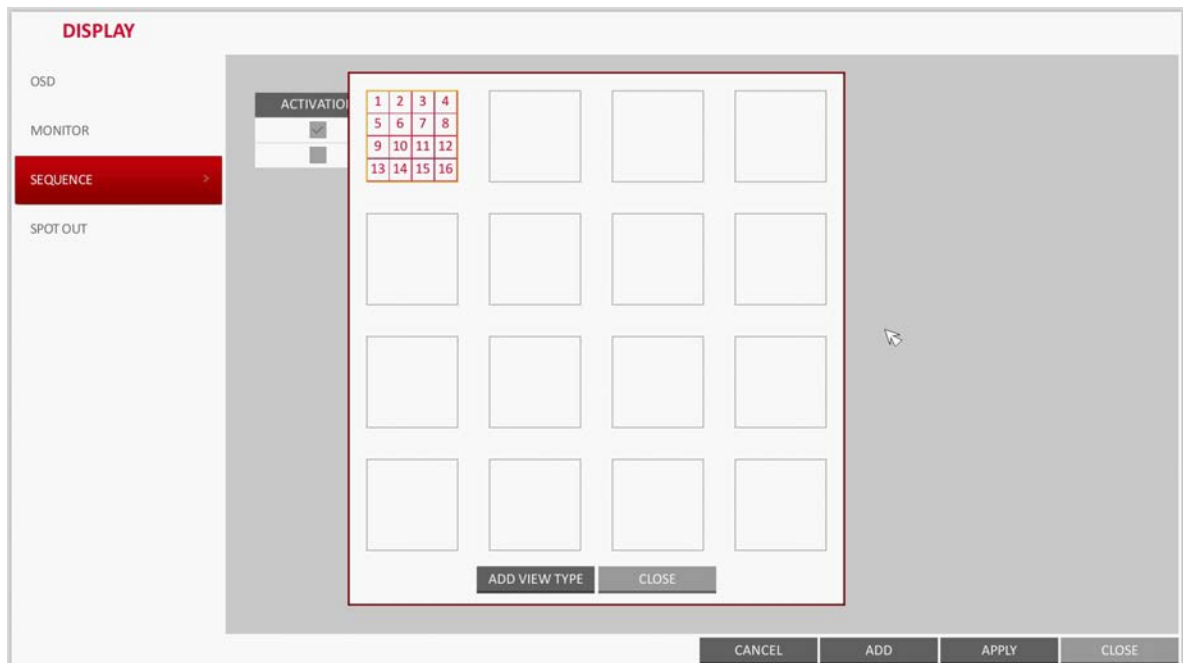 DISPLAY
OSD
MONITOR
SEQUENCE >
SPOT OUT
ACTIVATIO
1 2 3 4
5 6 7 8
9 10 11 12
13 14 15 16
ADD VIEW TYPE CLOSE
CANCEL ADD APPLY CLOSE